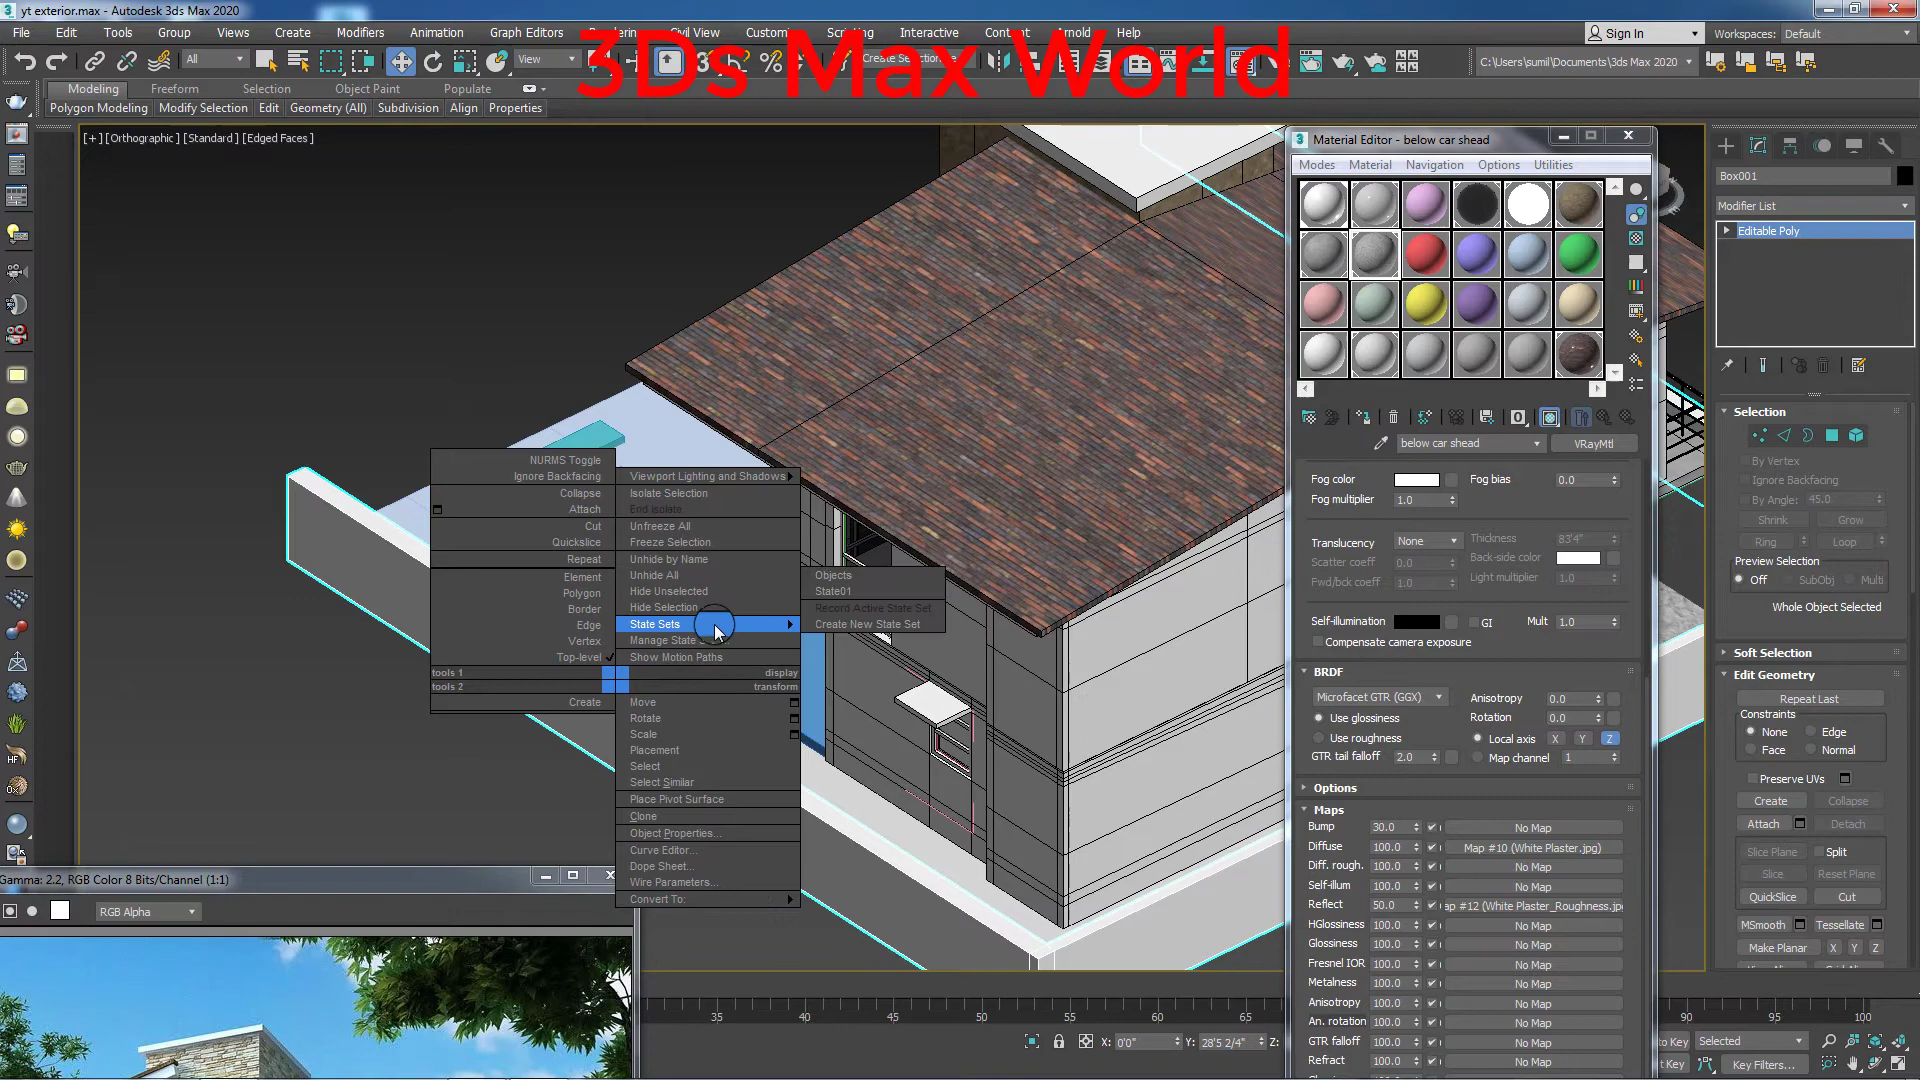 yt exterior.max - Autodesk 3ds Max 2020
File Edit Tools Group Views Create Modifiers Animation Graph Editors Civil View Scripting Interactive Arnold Help
Sign In Workspaces: Default
3Ds Max World
All View C:\Users\sumil\Documents\3ds Max 2020
Modeling Freeform Selection Object Paint Populate
Polygon Modeling Modify Selection Edit Geometry (All) Subdivision Align Properties
[+] [Orthographic] [Standard] [Edged Faces]
NURMS Toggle
Ignore Backfacing
Collapse
Attach
Cut
Quickslice
Repeat
Element
Polygon
Border
Edge
Vertex
Top-level
tools 1
tools 2
Create
Viewport Lighting and Shadows
Isolate Selection
End Isolate
Unfreeze All
Freeze Selection
Unhide by Name
Unhide All
Hide Unselected
Hide Selection
State Sets
Manage State
Show Motion Paths
display
transform
Move
Rotate
Scale
Placement
Select
Select Similar
Place Pivot Surface
Clone
Object Properties...
Curve Editor...
Dope Sheet...
Wire Parameters...
Convert To:
Objects
State01
Record Active State Set
Create New State Set
Gamma: 2.2, RGB Color 8 Bits/Channel (1:1)
RGB Alpha
35 40 45 50 55 60 65
X: 0'0" Y: 28'5 2/4" Z:
Material Editor - below car shead
Modes Material Navigation Options Utilities
below car shead VRayMtl
Fog color Fog bias 0.0
Fog multiplier 1.0
Translucency None Thickness 83'4"
Scatter coeff 0.0 Back-side color
Fwd/bck coeff 1.0 Light multiplier 1.0
Self-illumination GI Mult 1.0
Compensate camera exposure
BRDF
Microfacet GTR (GGX) Anisotropy 0.0
Use glossiness Rotation 0.0
Use roughness Local axis X Y Z
GTR tail falloff 2.0 Map channel 1
Options
Maps
Bump 30.0 No Map
Diffuse 100.0 Map #10 (White Plaster.jpg)
Diff. rough. 100.0 No Map
Self-illum 100.0 No Map
Reflect 50.0 ap #12 (White Plaster_Roughness.jp
HGlossiness 100.0 No Map
Glossiness 100.0 No Map
Fresnel IOR 100.0 No Map
Metalness 100.0 No Map
Anisotropy 100.0 No Map
An. rotation 100.0 No Map
GTR falloff 100.0 No Map
Refract 100.0 No Map
Box001
Modifier List
Editable Poly
Selection
By Vertex
Ignore Backfacing
By Angle: 45.0
Shrink Grow
Ring Loop
Preview Selection
Off SubObj Multi
Whole Object Selected
Soft Selection
Edit Geometry
Repeat Last
Constraints
None Edge
Face Normal
Preserve UVs
Create Collapse
Attach Detach
Slice Plane Split
Slice Reset Plane
QuickSlice Cut
MSmooth Tessellate
Make Planar X Y Z
90 95 100
Key Selected
Key Key Filters...